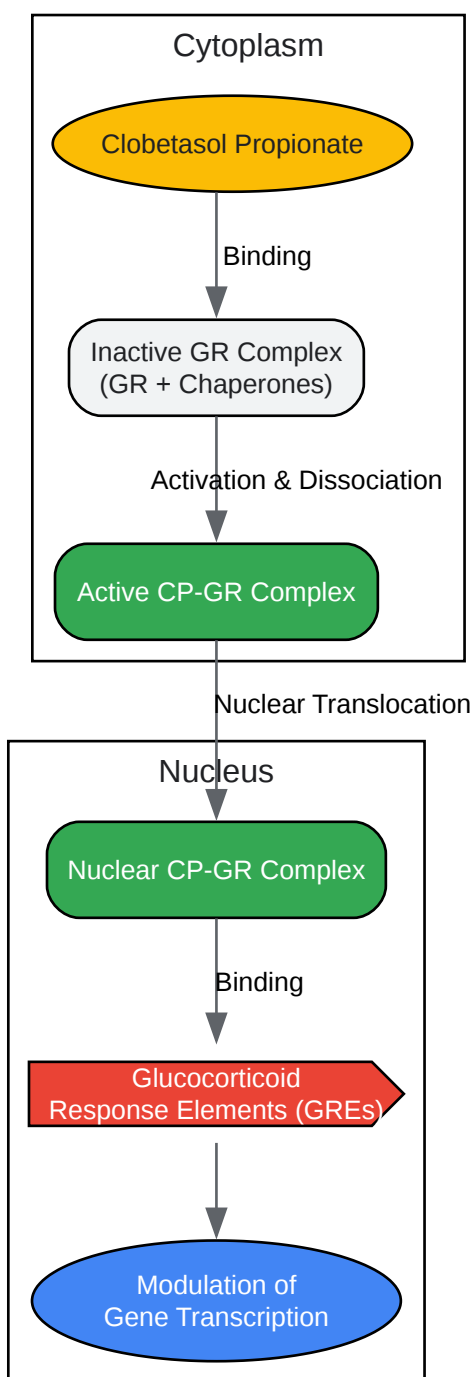 Cytoplasm
Clobetasol Propionate
Binding
Inactive GR Complex
(GR + Chaperones)
Activation & Dissociation
Active CP-GR Complex
Nuclear Translocation
Nucleus
Nuclear CP-GR Complex
Binding
Glucocorticoid
Response Elements (GREs)
Modulation of
Gene Transcription